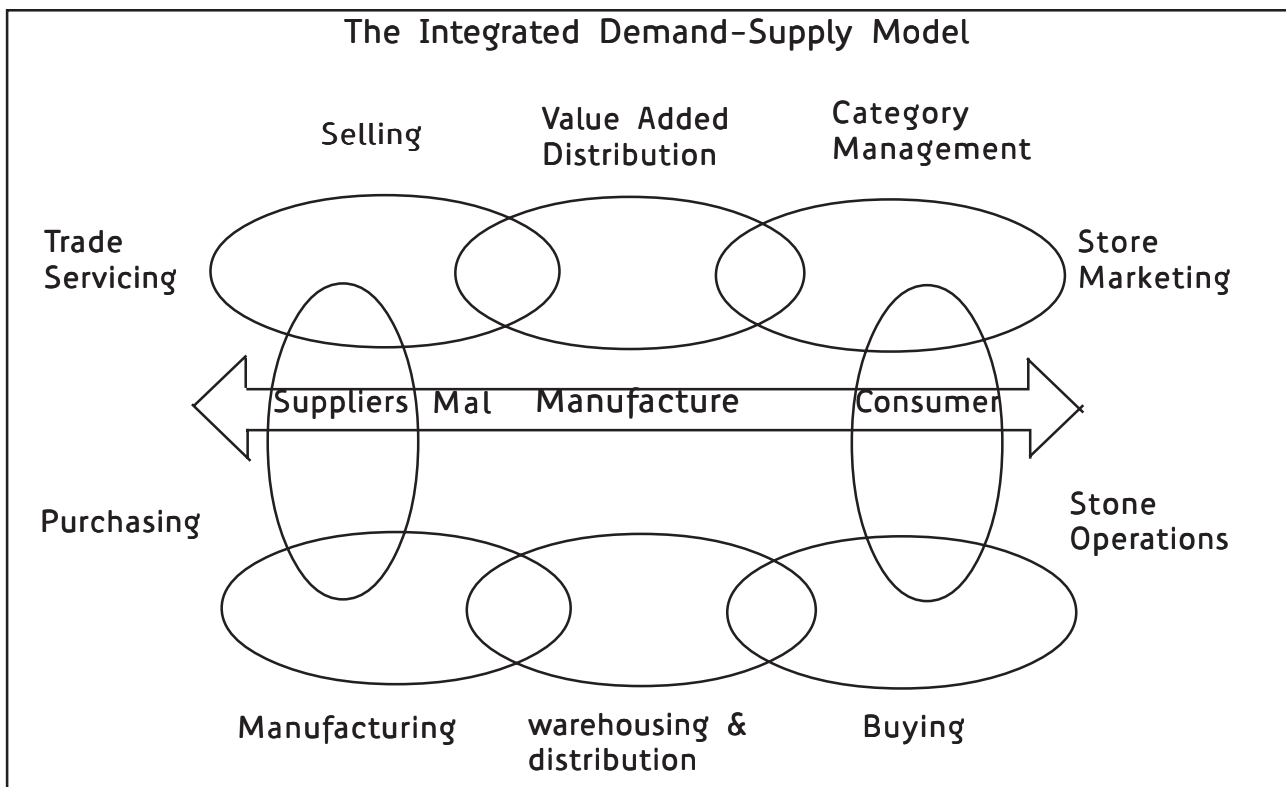 The Integrated Demand-Supply Model
Selling
Value Added
Distribution
Category
Management
Trade
Servicing
Store
Marketing
Suppliers Mal Manufacture Consumer
Purchasing
Stone
Operations
Manufacturing
warehousing &
distribution
Buying